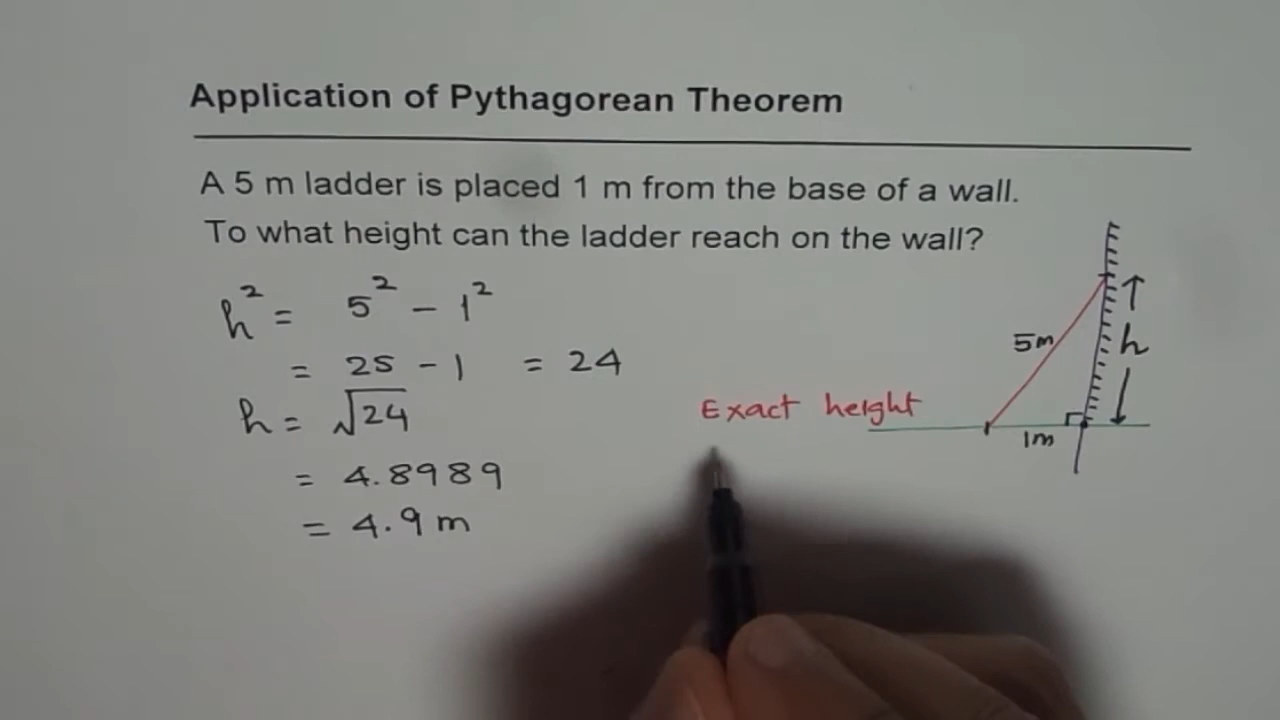 Application of Pythagorean Theorem
A 5 m ladder is placed 1 m from the base of a wall.
To what height can the ladder reach on the wall?
h² = 5² - 1²
= 25 - 1 = 24
h = √24
= 4.8989
= 4.9 m
Exact height
5m
h
1m